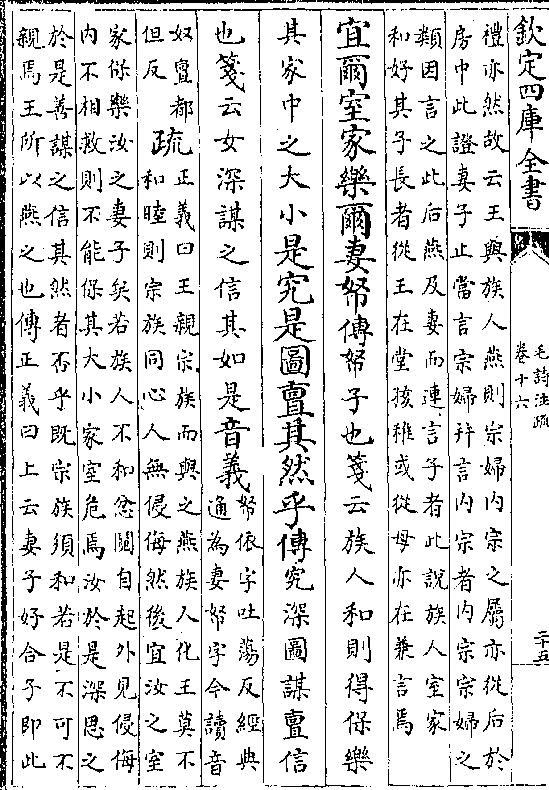 欽定四庫全書
毛詩注疏
卷十六
二十五
禮亦然故云王與族人燕則宗婦内宗之屬亦從后於
房中此證妻子止當言宗婦并言内宗者内宗宗婦之
類因言之此后燕及妻而連言子者此說族人室家
和好其子長者從王在堂孩稚或從母亦在兼言焉
宜爾室家樂爾妻帑傳帑子也箋云族人和則得保樂
其家中之大小是究是圖亶其然乎傳究深圖謀亶信
也箋云女深謀之信其如是音義帑依字吐蕩反經典
通為妻帑字今讀音
奴亶都
但反
疏正義曰王親宗族而與之燕族人化王莫不
和睦則宗族同心人無侵侮然後宜汝之室
家保樂汝之妻子矣若族人不和忿鬩自起外見侵侮
内不相救則不能保其大小家室危焉汝於是深思之
於是善謀之信其然者否乎既宗族須和若是不可不
親焉王所以燕之也傳正義曰上云妻子好合子即此